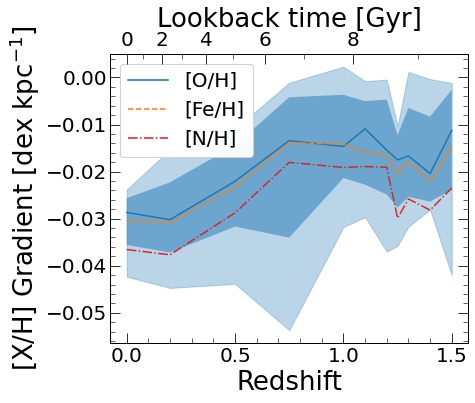 Lookback time [Gyr]
0 2 4 6 8
[X/H] Gradient [dex kpc⁻¹]
0.00
−0.01
−0.02
−0.03
−0.04
−0.05
[O/H]
[Fe/H]
[N/H]
0.0 0.5 1.0 1.5
Redshift